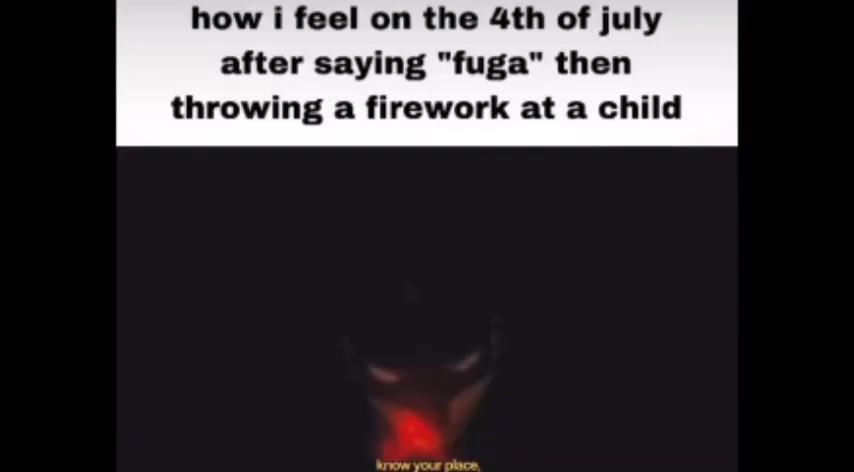 how i feel on the 4th of july
after saying "fuga" then
throwing a firework at a child
know your place,